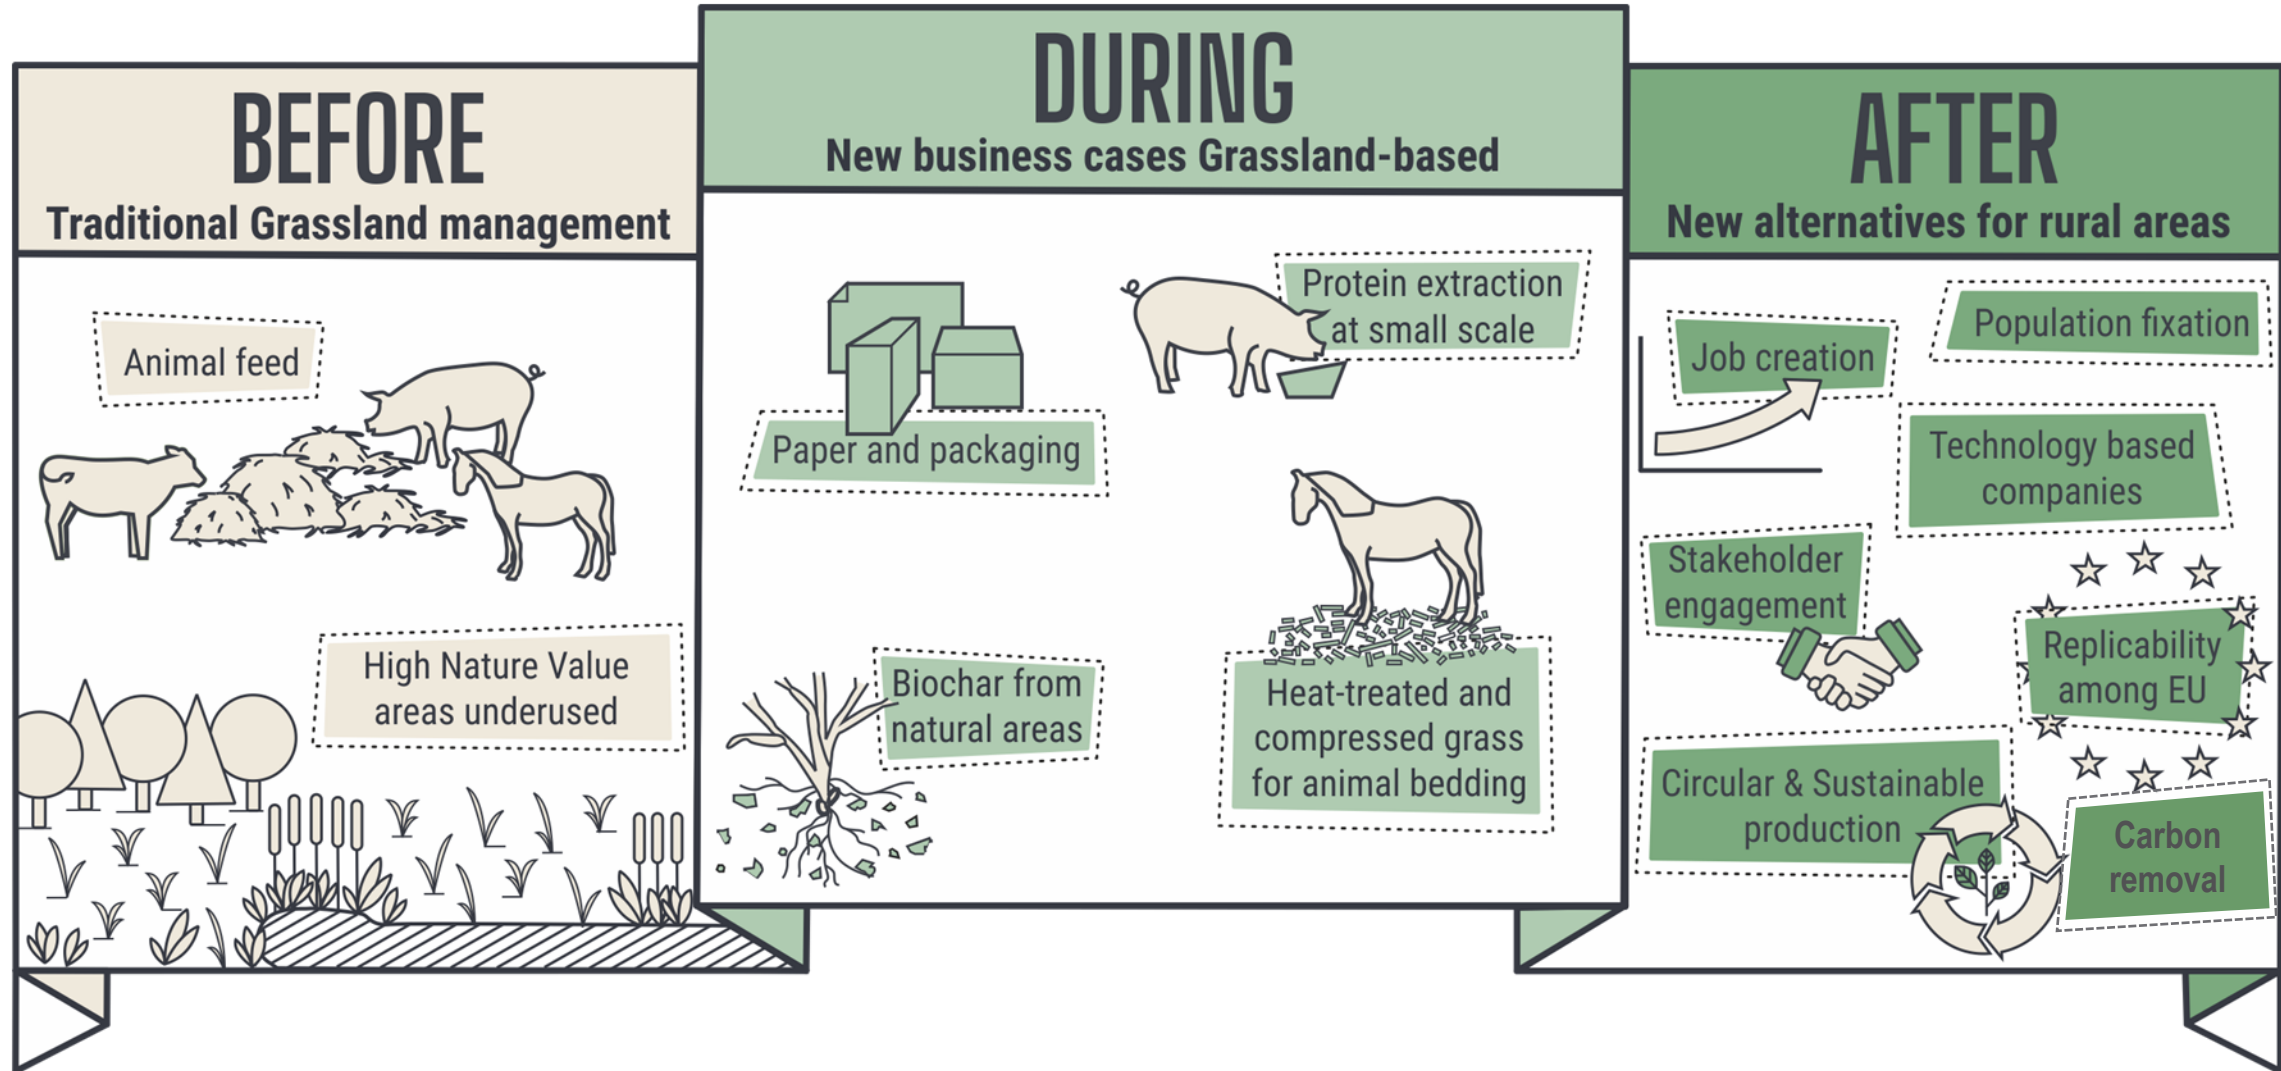 BEFORE
Traditional Grassland management
Animal feed
High Nature Value
areas underused
DURING
New business cases Grassland-based
Protein extraction
at small scale
Paper and packaging
Biochar from
natural areas
Heat-treated and
compressed grass
for animal bedding
AFTER
New alternatives for rural areas
Population fixation
Job creation
Technology based
companies
Stakeholder
engagement
Replicability
among EU
Circular & Sustainable
production
Carbon
removal